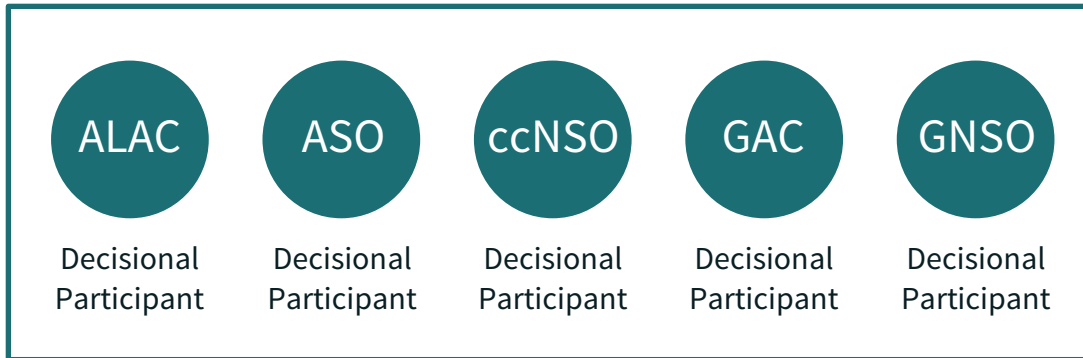 ALAC ASO ccNSO GAC GNSO
Decisional Decisional Decisional Decisional Decisional
Participant Participant Participant Participant Participant